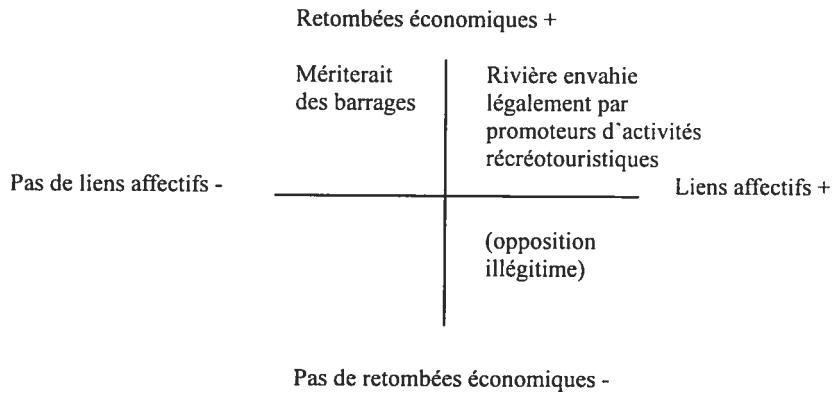 Retombées économiques +
Mériterait
des barrages
Rivière envahie
légalement par
promoteurs d'activités
récréotouristiques
Pas de liens affectifs -
Liens affectifs +
(opposition
illégitime)
Pas de retombées économiques -